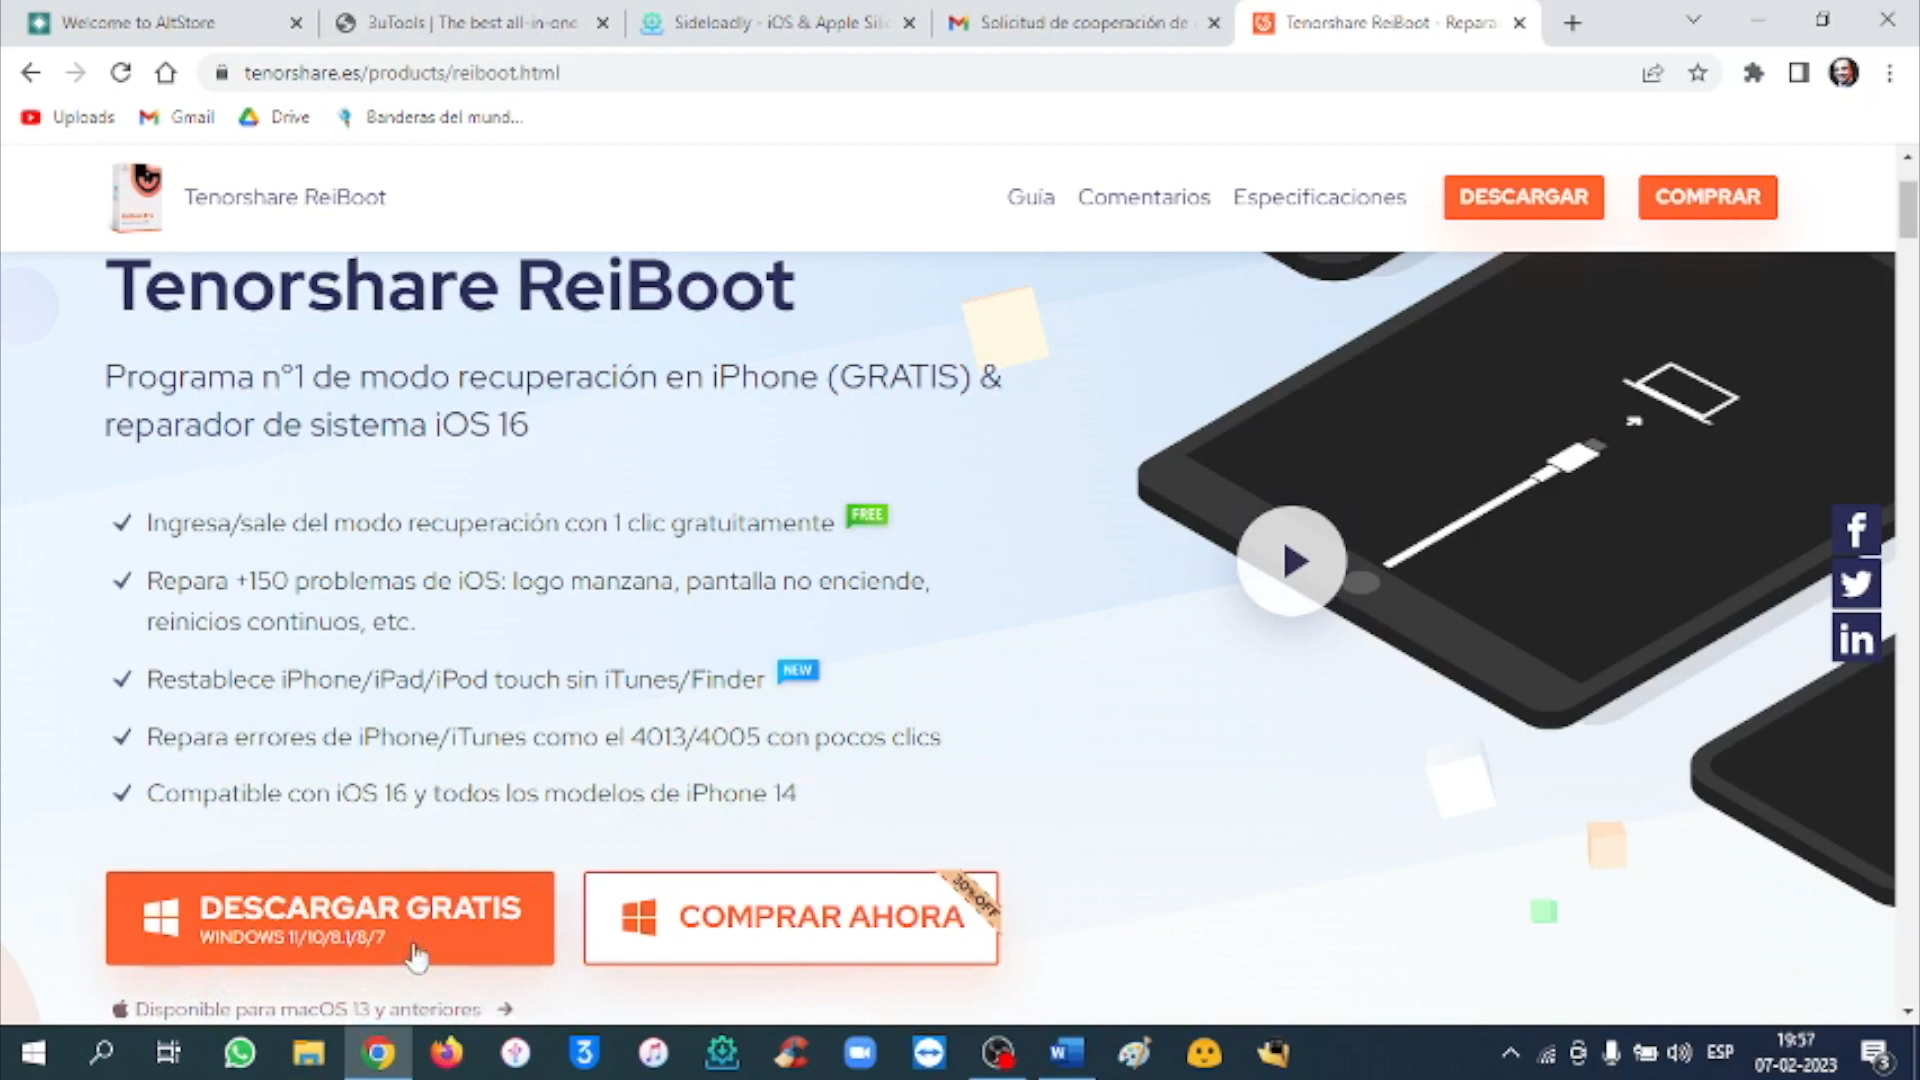 Welcome to AltStore
3uTools | The best all-in-one
Sideloadly - iOS & Apple Sili
Solicitud de cooperación de
Tenorshare ReiBoot - Repara
tenorshare.es/products/reiboot.html
Uploads
Gmail
Drive
Banderas del mund...
Tenorshare ReiBoot
Guía
Comentarios
Especificaciones
DESCARGAR
COMPRAR
Tenorshare ReiBoot
Programa n°1 de modo recuperación en iPhone (GRATIS) &
reparador de sistema iOS 16
Ingresa/sale del modo recuperación con 1 clic gratuitamente FREE
Repara +150 problemas de iOS: logo manzana, pantalla no enciende,
reinicios continuos, etc.
Restablece iPhone/iPad/iPod touch sin iTunes/Finder NEW
Repara errores de iPhone/iTunes como el 4013/4005 con pocos clics
Compatible con iOS 16 y todos los modelos de iPhone 14
DESCARGAR GRATIS
WINDOWS 11/10/8.1/8/7
COMPRAR AHORA
30% OFF
Disponible para macOS 13 y anteriores
ESP
19:57
07-02-2023
3